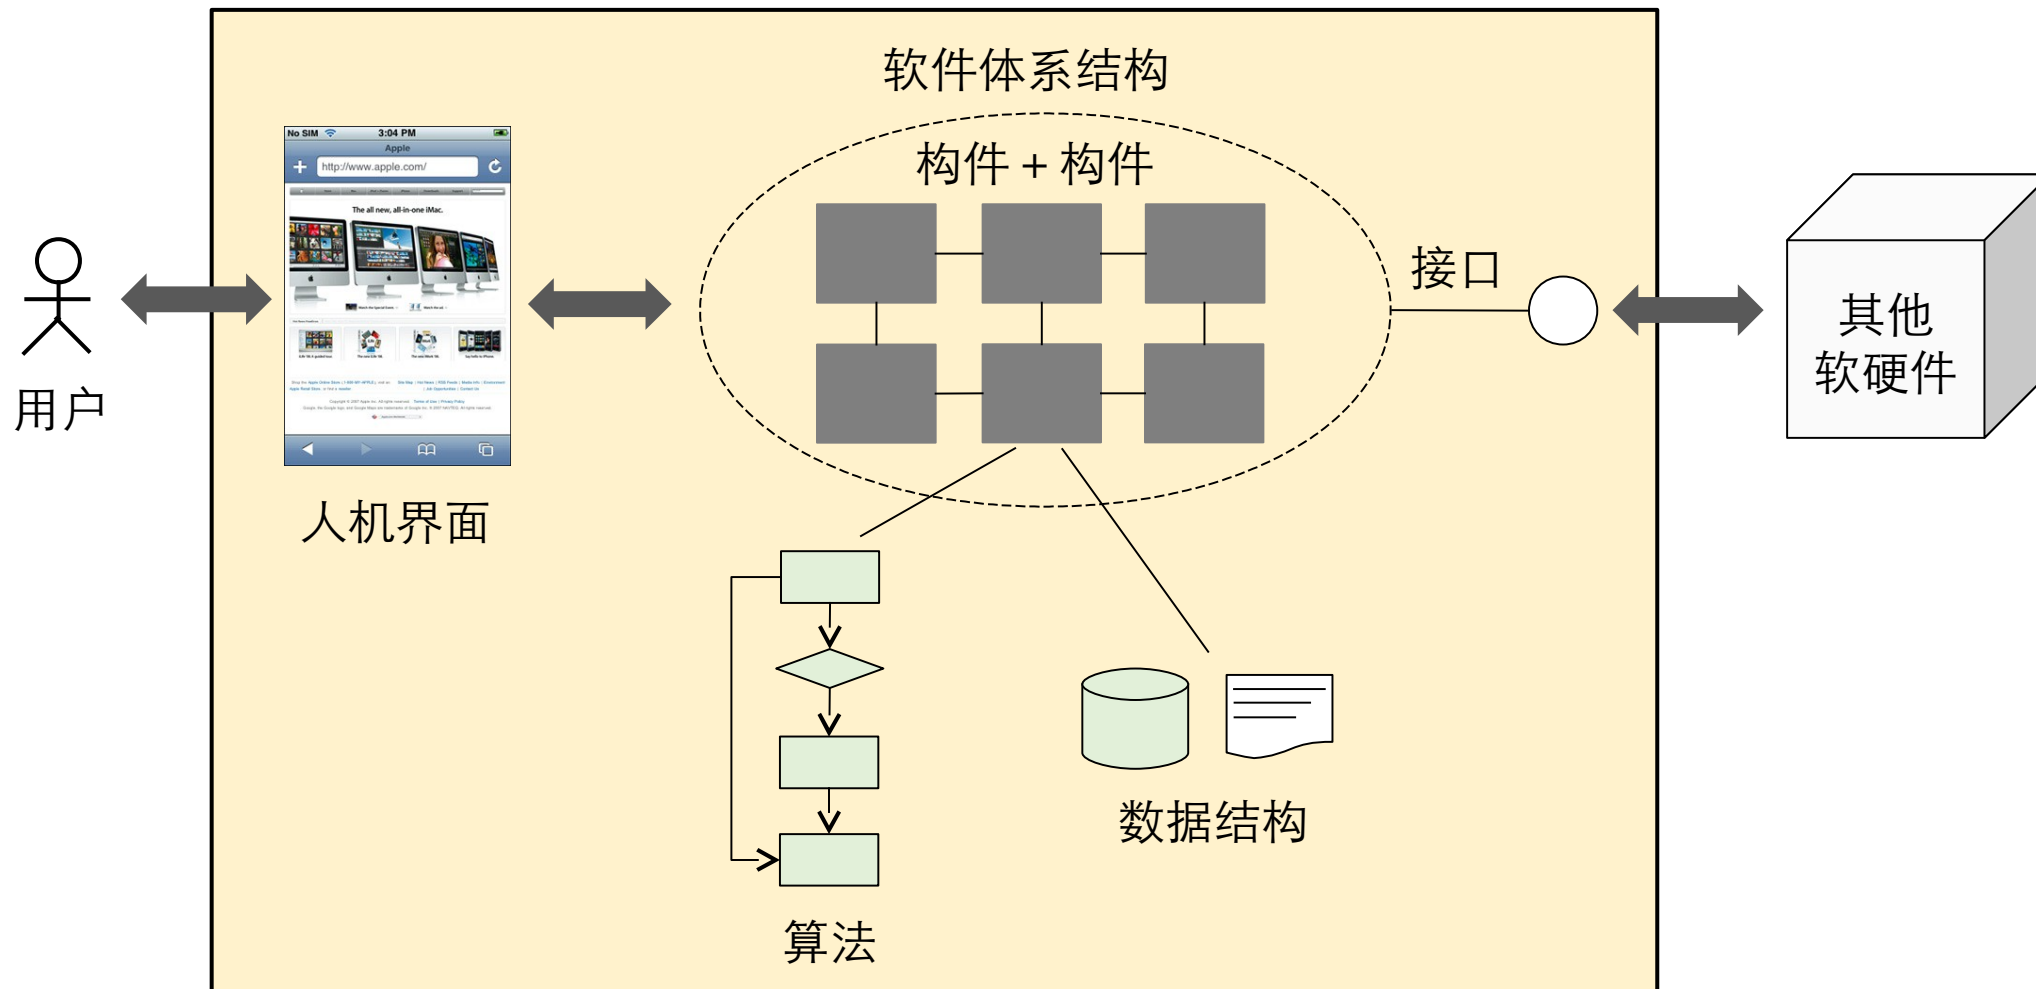 软件体系结构
构件 + 构件
No SIM
3:04 PM
Apple
http://www.apple.com/
The all new, all-in-one iMac.
接口
用户
其他
软硬件
人机界面
数据结构
算法